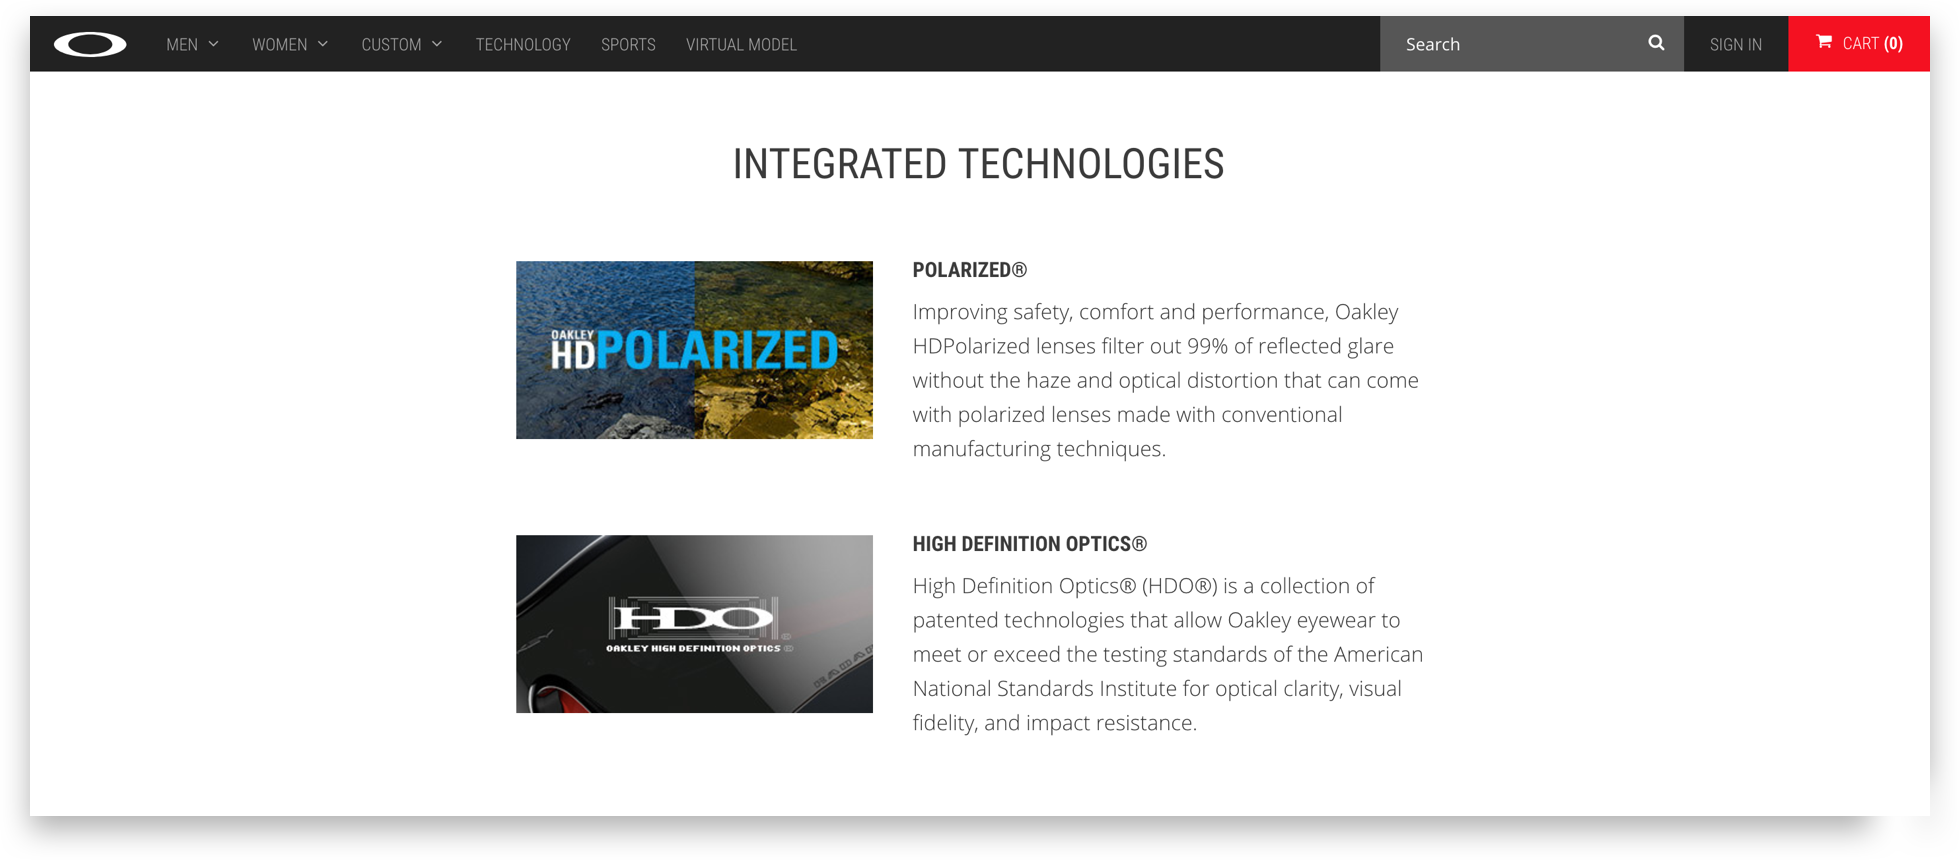 MEN WOMEN CUSTOM TECHNOLOGY SPORTS VIRTUAL MODEL Search SIGN IN CART (0)
INTEGRATED TECHNOLOGIES
OAKLEY
HDPOLARIZED
POLARIZED®
Improving safety, comfort and performance, Oakley
HDPolarized lenses filter out 99% of reflected glare
without the haze and optical distortion that can come
with polarized lenses made with conventional
manufacturing techniques.
HDO
OAKLEY HIGH DEFINITION OPTICS
HIGH DEFINITION OPTICS®
High Definition Optics® (HDO®) is a collection of
patented technologies that allow Oakley eyewear to
meet or exceed the testing standards of the American
National Standards Institute for optical clarity, visual
fidelity, and impact resistance.